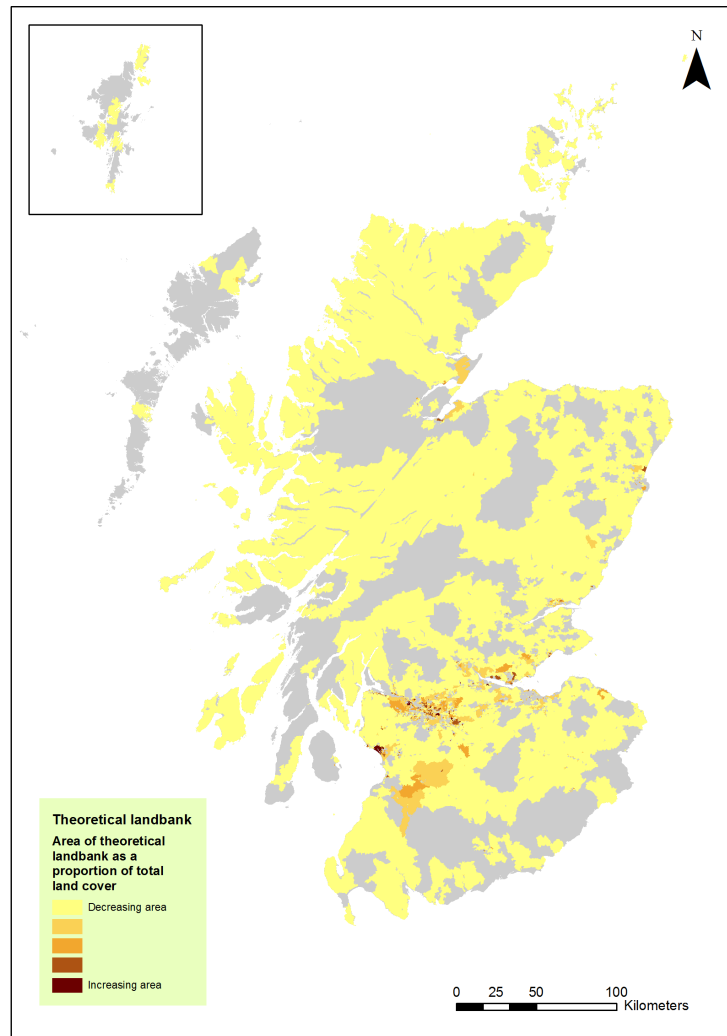 N
Theoretical landbank
Area of theoretical
landbank as a
proportion of total
land cover
Decreasing area
Increasing area
0 25 50 100
Kilometers